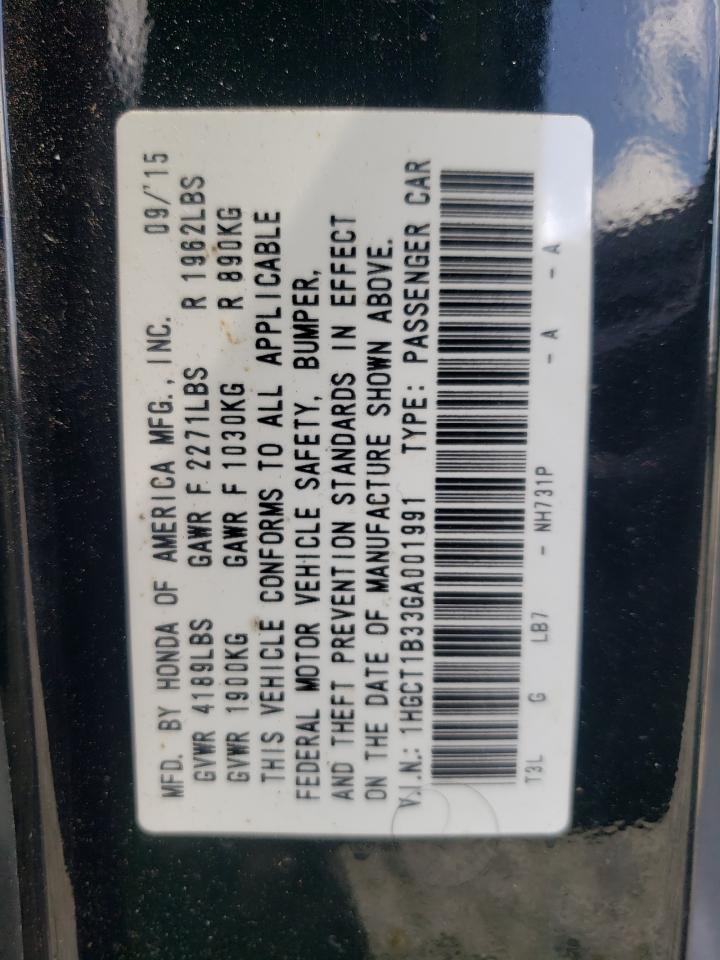 MFD. BY HONDA OF AMERICA MFG., INC. 09/'15
GVWR 4189LBS GAWR F 2271LBS R 1962LBS
GVWR 1900KG GAWR F 1030KG R 890KG
THIS VEHICLE CONFORMS TO ALL APPLICABLE
FEDERAL MOTOR VEHICLE SAFETY, BUMPER,
AND THEFT PREVENTION STANDARDS IN EFFECT
ON THE DATE OF MANUFACTURE SHOWN ABOVE.
V.I.N.: 1HGCT1B33GA001991 TYPE: PASSENGER CAR
T3L G LB7 - NH731P - A - A